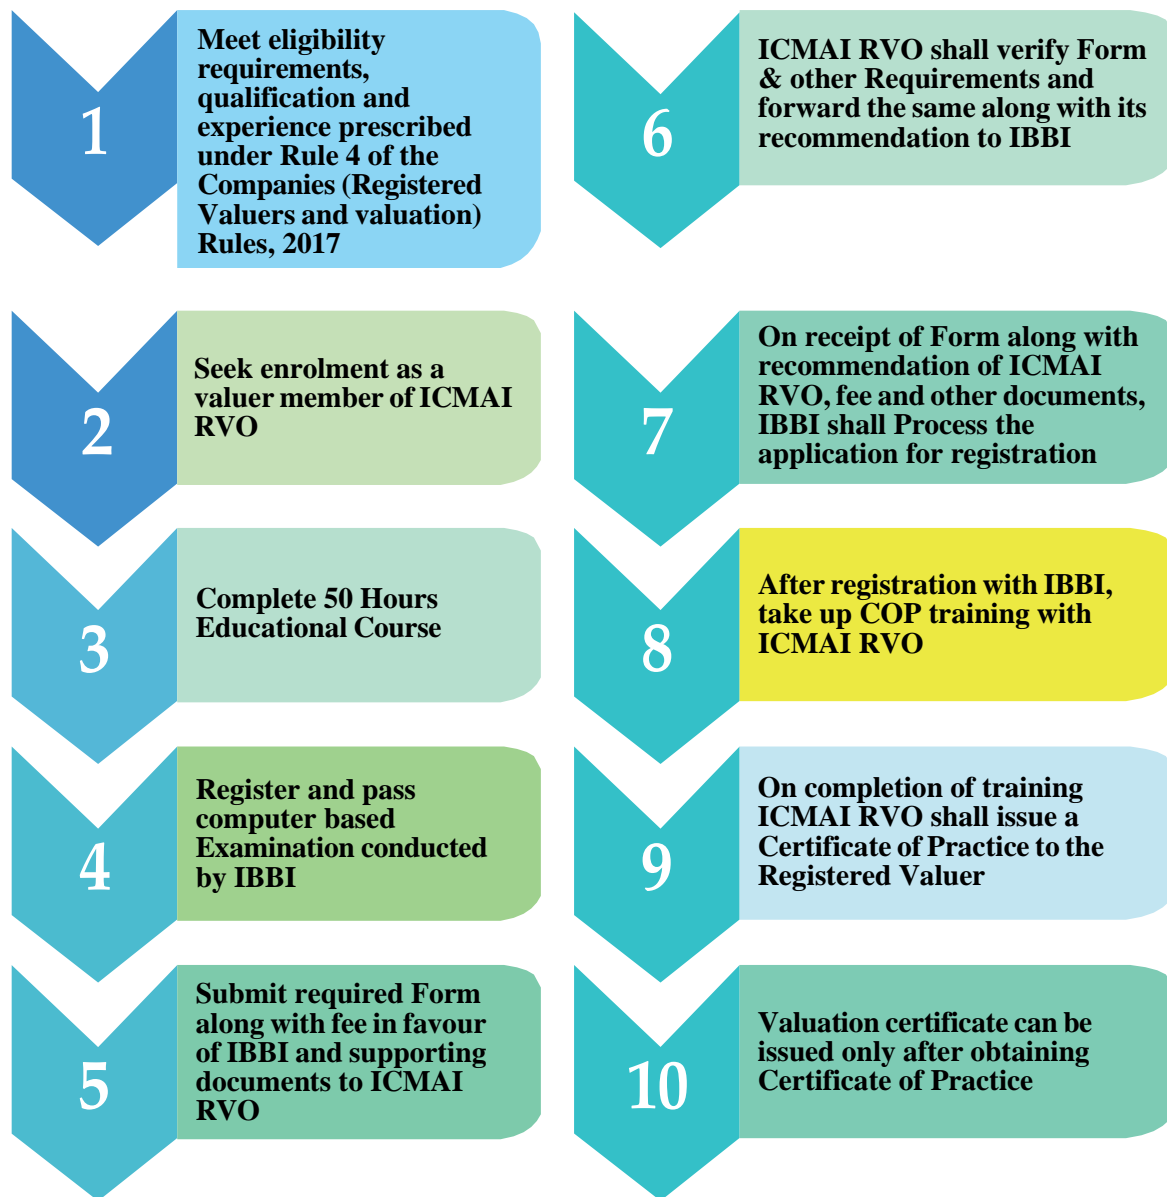 1
Meet eligibility
requirements,
qualification and
experience prescribed
under Rule 4 of the
Companies (Registered
Valuers and valuation)
Rules, 2017
2
Seek enrolment as a
valuer member of ICMAI
RVO
3
Complete 50 Hours
Educational Course
4
Register and pass
computer based
Examination conducted
by IBBI
5
Submit required Form
along with fee in favour
of IBBI and supporting
documents to ICMAI
RVO
6
ICMAI RVO shall verify Form
& other Requirements and
forward the same along with its
recommendation to IBBI
7
On receipt of Form along with
recommendation of ICMAI
RVO, fee and other documents,
IBBI shall Process the
application for registration
8
After registration with IBBI,
take up COP training with
ICMAI RVO
9
On completion of training
ICMAI RVO shall issue a
Certificate of Practice to the
Registered Valuer
10
Valuation certificate can be
issued only after obtaining
Certificate of Practice